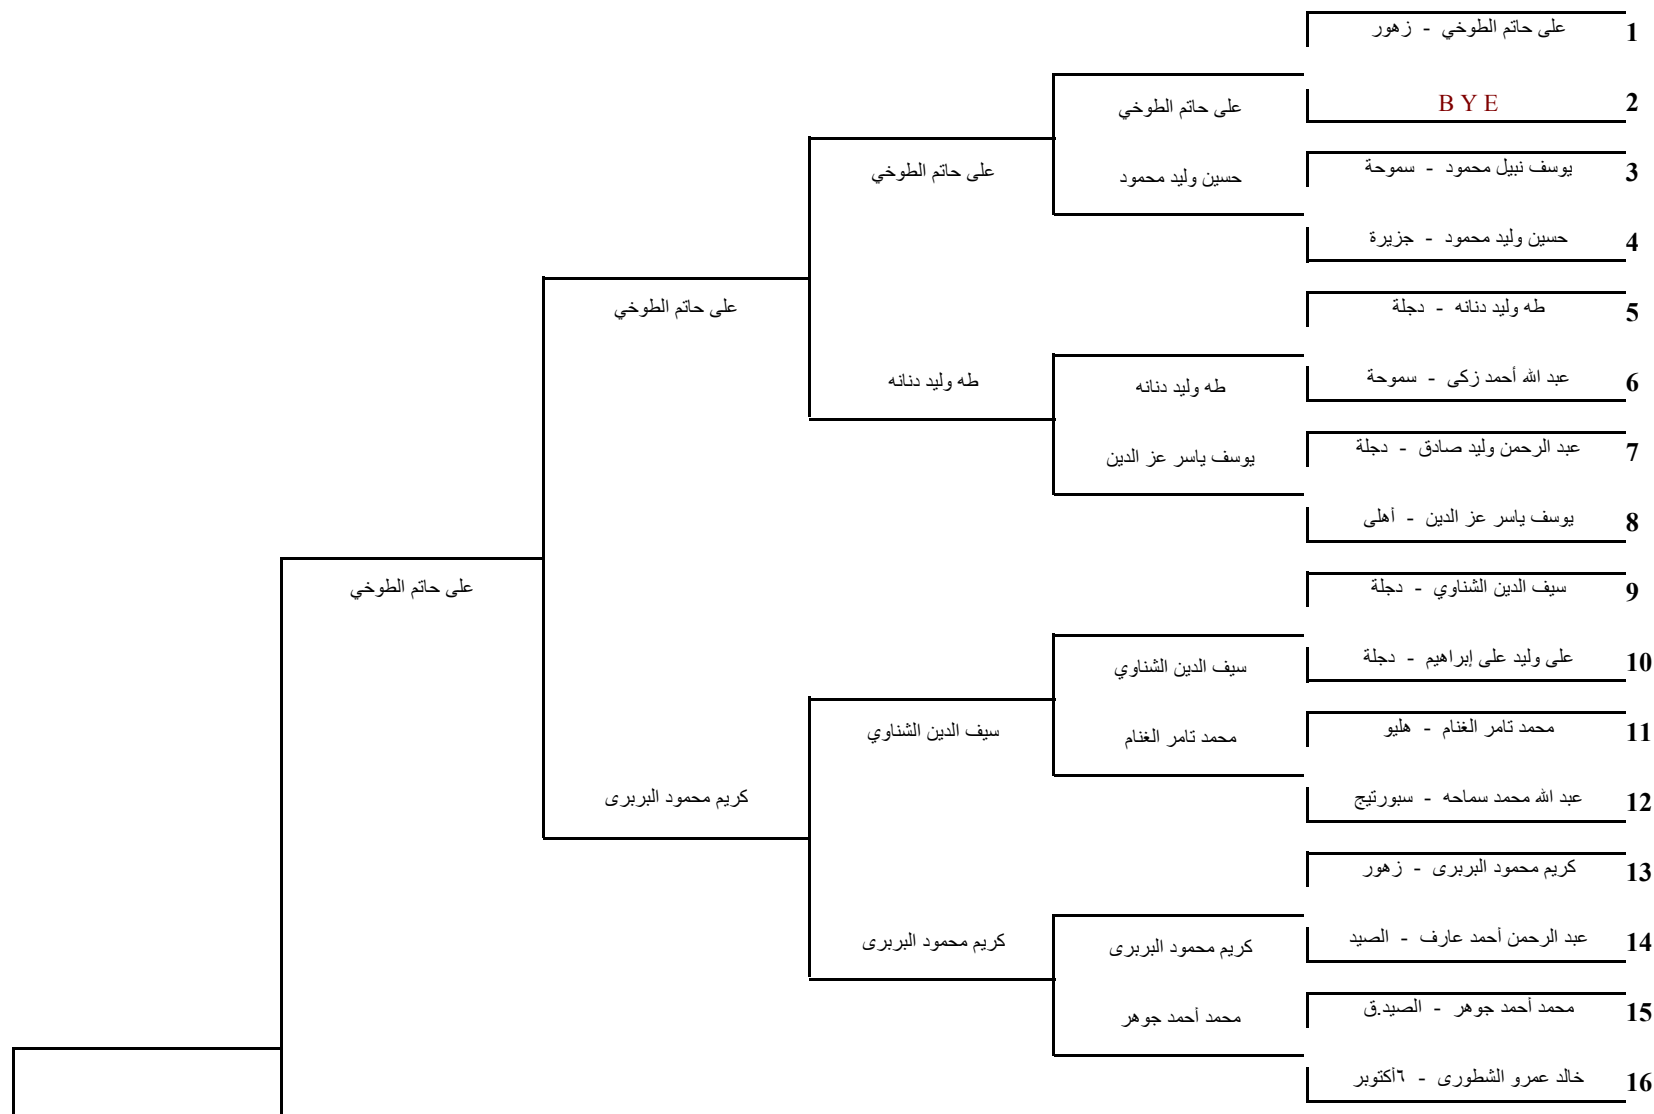 1 على حاتم الطوخي - زهور
2 B Y E
على حاتم الطوخي
3 يوسف نبيل محمود - سموحة
على حاتم الطوخي
حسين وليد محمود
4 حسين وليد محمود - جزيرة
5 طه وليد دنانه - دجلة
على حاتم الطوخي
6 عبد الله أحمد زكى - سموحة
طه وليد دنانه
طه وليد دنانه
7 عبد الرحمن وليد صادق - دجلة
يوسف ياسر عز الدين
8 يوسف ياسر عز الدين - أهلى
9 سيف الدين الشناوي - دجلة
على حاتم الطوخي
10 على وليد على إبراهيم - دجلة
سيف الدين الشناوي
11 محمد تامر الغنام - هليو
سيف الدين الشناوي
محمد تامر الغنام
12 عبد الله محمد سماحه - سبورتيج
كريم محمود البربرى
13 كريم محمود البربرى - زهور
14 عبد الرحمن أحمد عارف - الصيد
كريم محمود البربرى
كريم محمود البربرى
15 محمد أحمد جوهر - الصيد.ق
محمد أحمد جوهر
16 خالد عمرو الشطورى - ٦أكتوبر